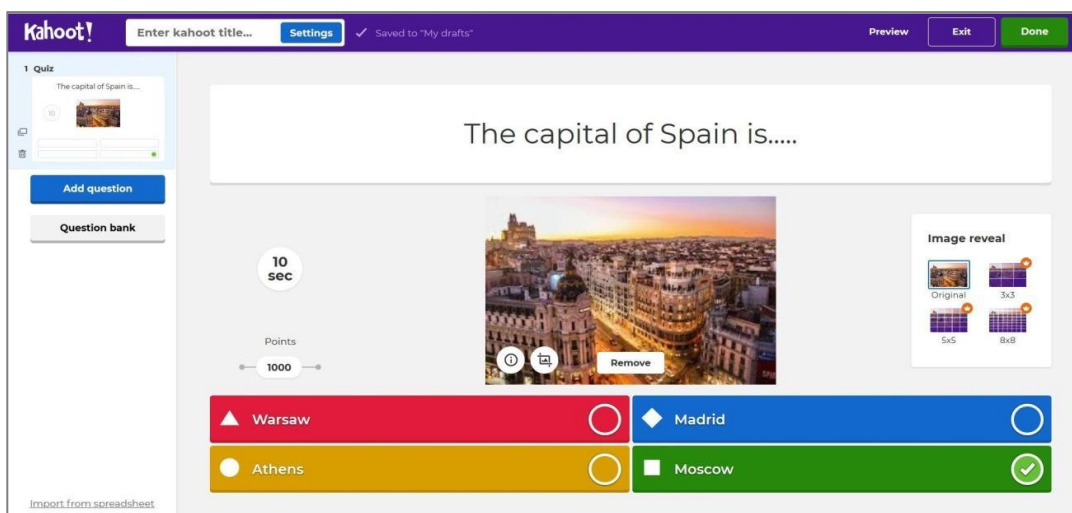 Kahoot! Enter kahoot title... Settings Saved to "My drafts" Preview Exit Done
1 Quiz
The capital of Spain is....
10
Add question
Question bank
Import from spreadsheet
The capital of Spain is.....
10
sec
Points
1000
Remove
Image reveal
Original 3x3
5x5 8x8
Warsaw Madrid
Athens Moscow